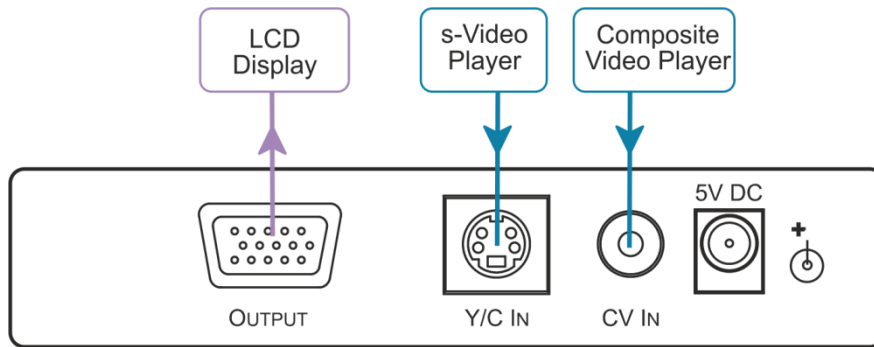 LCD
Display
s-Video
Player
Composite
Video Player
5V DC
+
OUTPUT
Y/C IN
CV IN